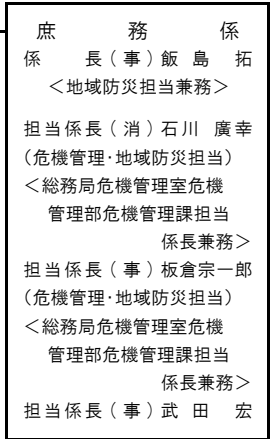 庶務係
係長(事)飯島拓
＜地域防災担当兼務＞
担当係長(消)石川廣幸
(危機管理・地域防災担当)
＜総務局危機管理室危機
管理部危機管理課担当
係長兼務＞
担当係長(事)板倉宗一郎
(危機管理・地域防災担当)
＜総務局危機管理室危機
管理部危機管理課担当
係長兼務＞
担当係長(事)武田宏